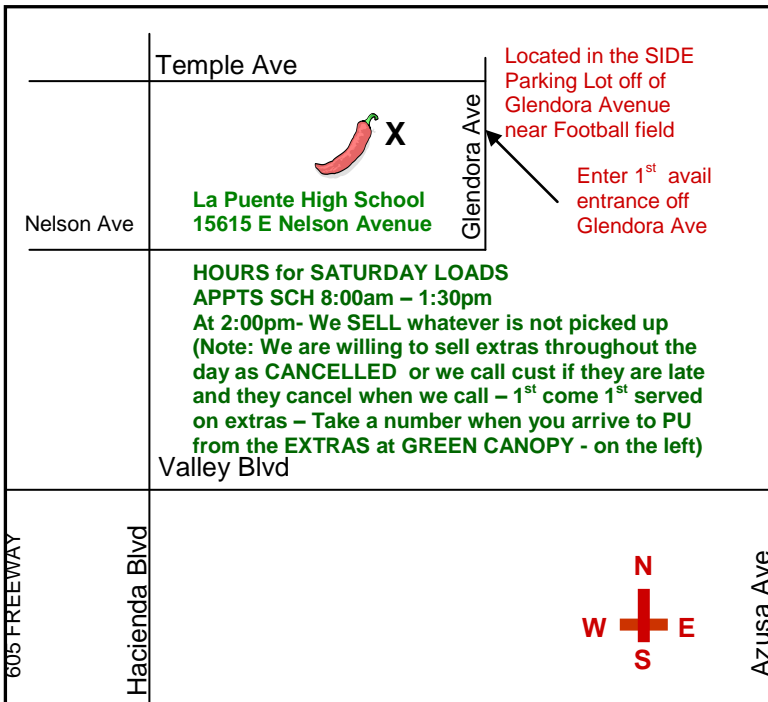 Temple Ave
Located in the SIDE
Parking Lot off of
Glendora Avenue
near Football field
X
Glendora Ave
Enter 1st avail
entrance off
Glendora Ave
La Puente High School
15615 E Nelson Avenue
Nelson Ave
HOURS for SATURDAY LOADS
APPTS SCH 8:00am – 1:30pm
At 2:00pm- We SELL whatever is not picked up
(Note: We are willing to sell extras throughout the
day as CANCELLED or we call cust if they are late
and they cancel when we call – 1st come 1st served
on extras – Take a number when you arrive to PU
from the EXTRAS at GREEN CANOPY - on the left)
Valley Blvd
605 FREEWAY
Hacienda Blvd
N
W E
S
Azusa Ave